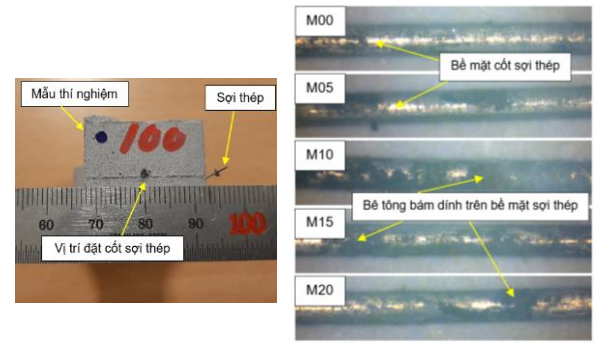 Mẫu thí nghiệm
Sợi thép
100
60 70 80 90 100
Vị trí đặt cốt sợi thép
M00
Bề mặt cốt sợi thép
M05
M10
Bê tông bám dính trên bề mặt sợi thép
M15
M20